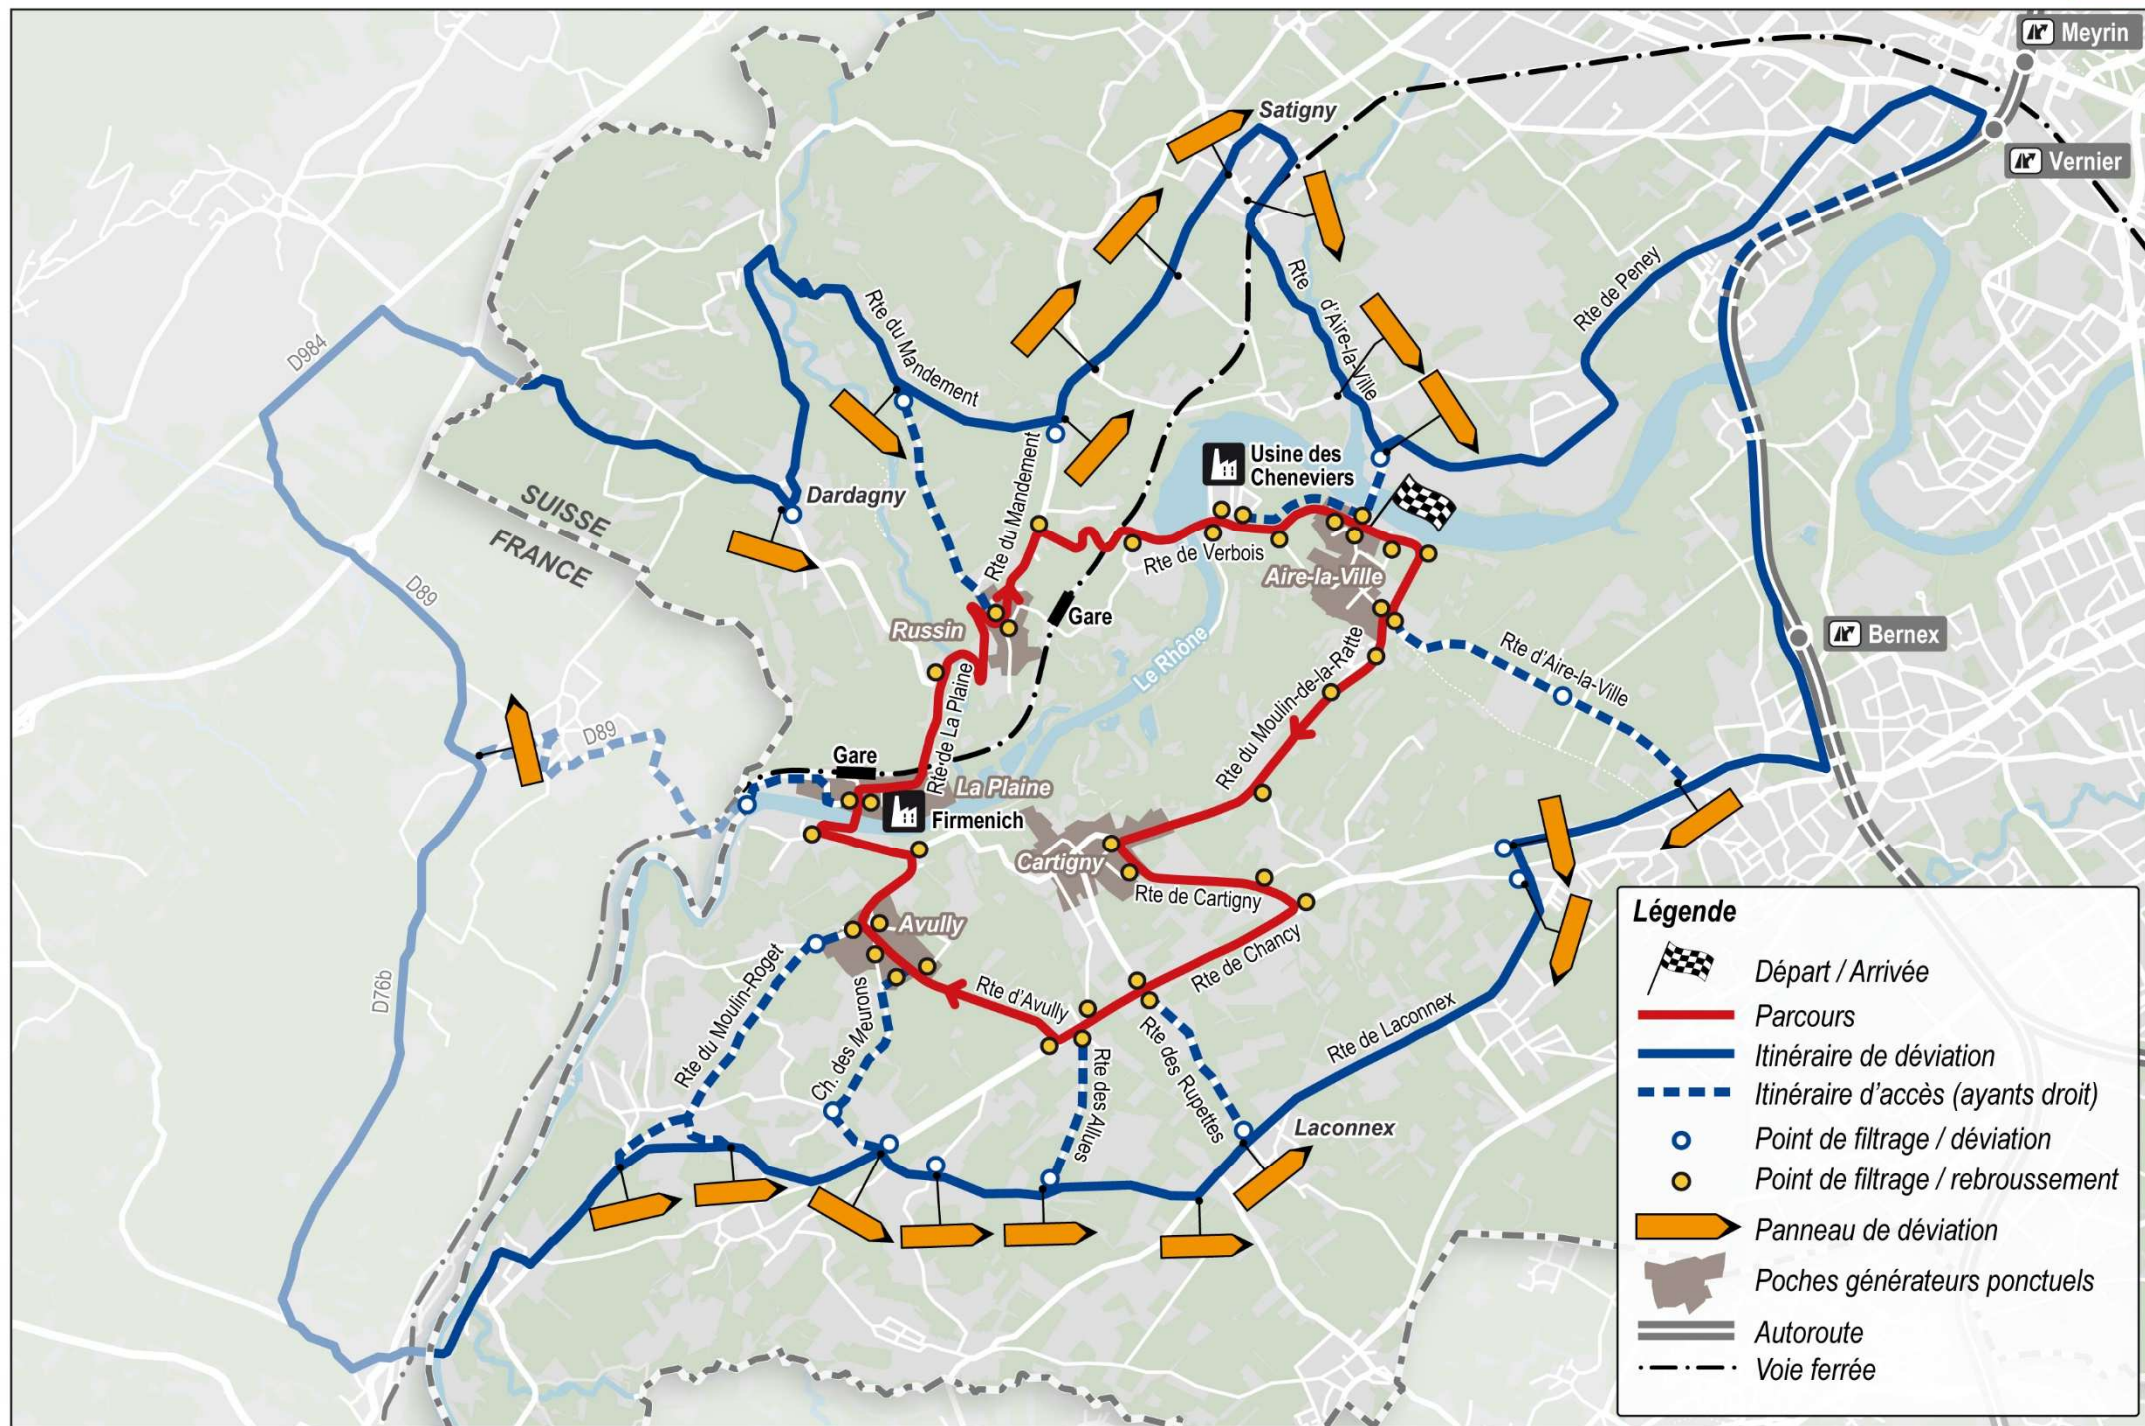 Meyrin
Vernier
Satigny
Rte de Peney
Rte d'Aire-la-Ville
D984
Rte du Mandement
Usine des
Cheneviers
Dardagny
SUISSE
FRANCE
Rte du Mandement
Rte de Verbois
Aire-la-Ville
D89
Gare
Russin
Bernex
Le Rhône
Rte d'Aire-la-Ville
Rte du Moulin-de-la-Ratte
Rte de La Plaine
D89
Gare
La Plaine
Firmenich
Cartigny
Rte de Cartigny
Avully
Rte de Chancy
Rte d'Avully
Rte du Moulin-Roget
Ch. des Meurons
D76b
Rte des Allues
Rte des Rupettes
Rte de Laconnex
Laconnex
Légende
Départ / Arrivée
Parcours
Itinéraire de déviation
Itinéraire d'accès (ayants droit)
Point de filtrage / déviation
Point de filtrage / rebroussement
Panneau de déviation
Poches générateurs ponctuels
Autoroute
Voie ferrée